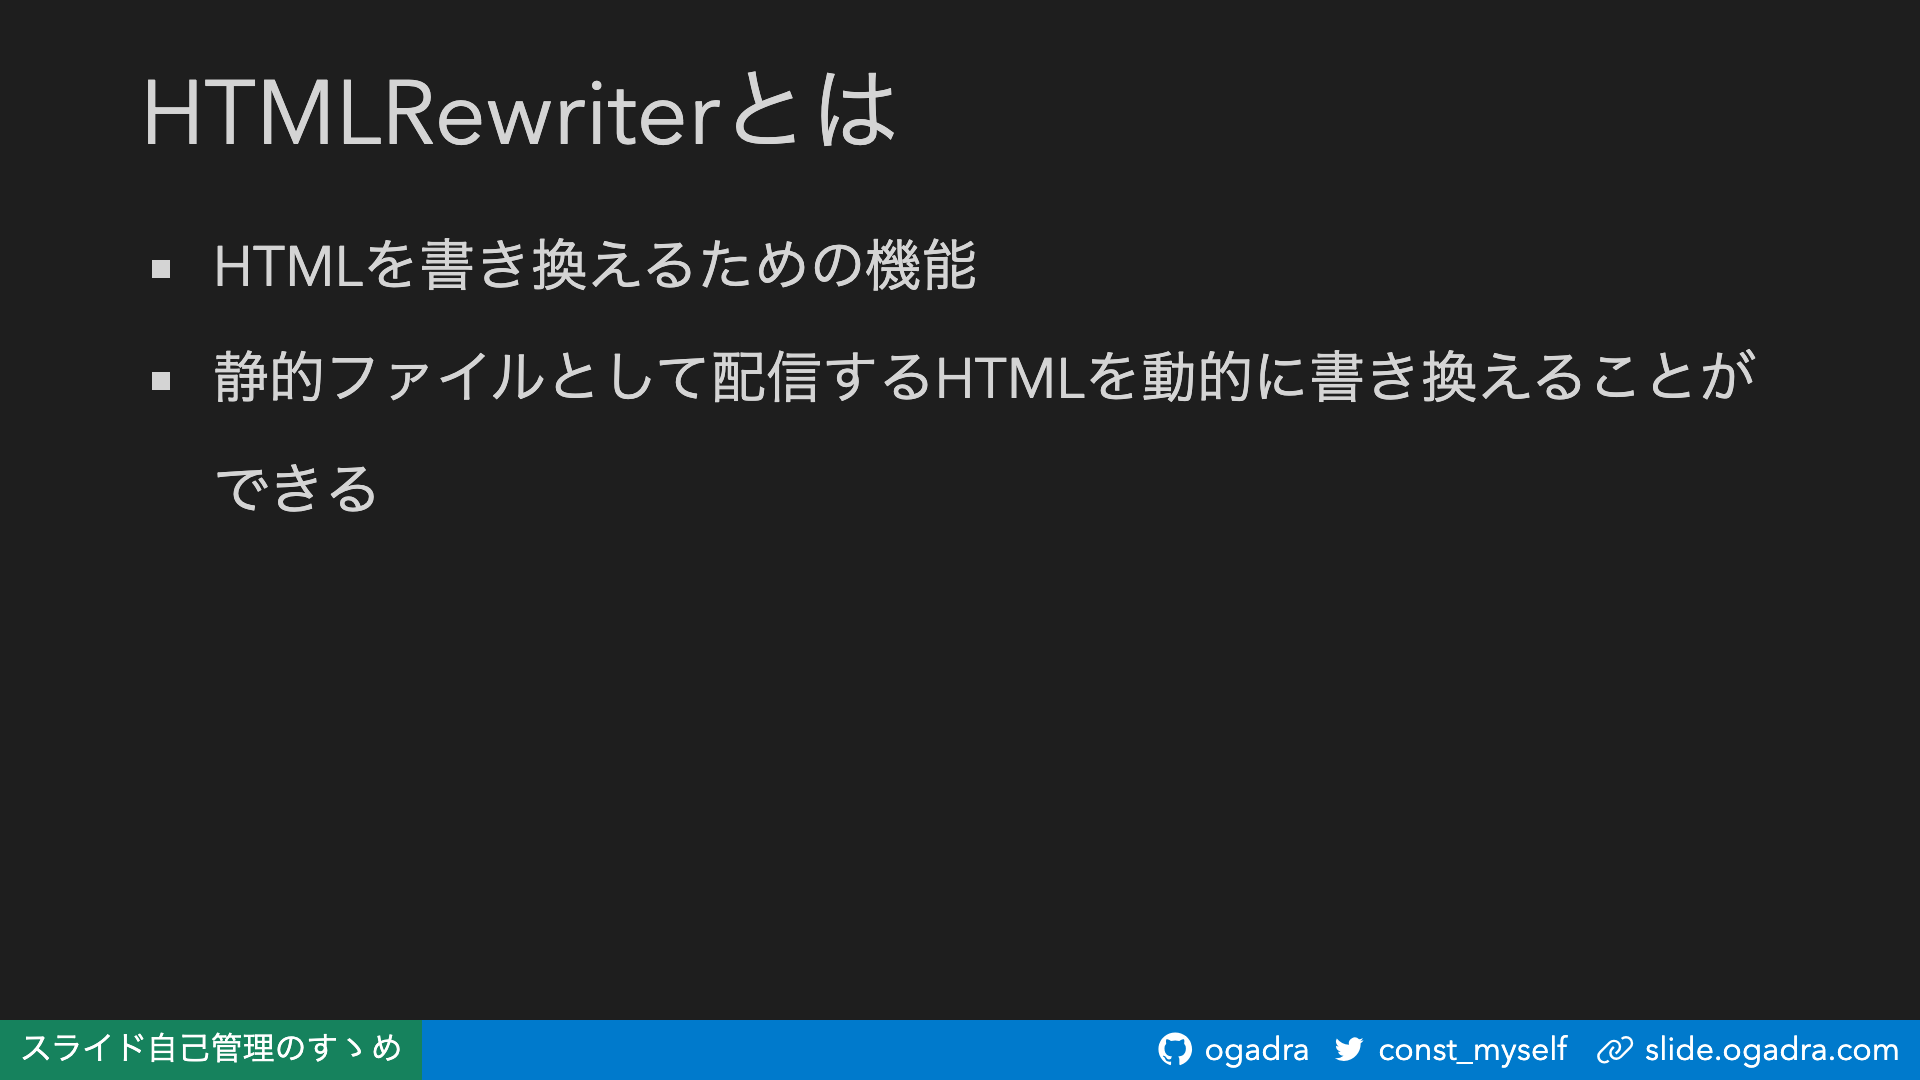 HTMLRewriterとは
■ HTMLを書き換えるための機能
■ 静的ファイルとして配信するHTMLを動的に書き換えることが
できる
スライド自己管理のすゝめ
ogadra const_myself slide.ogadra.com